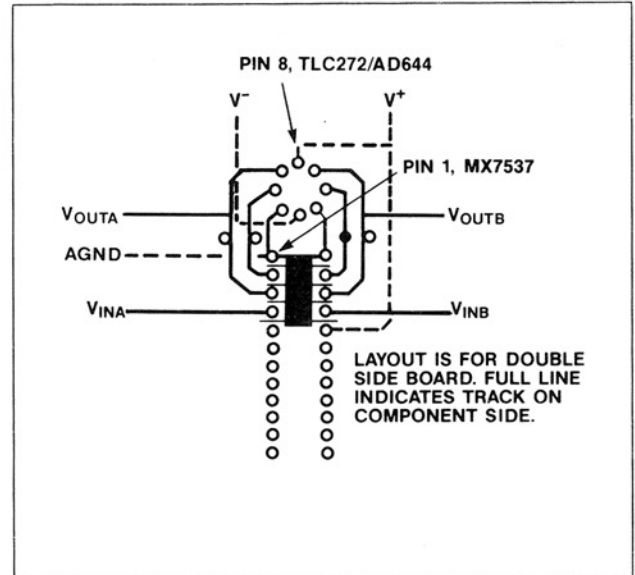 PIN 8, TLC272/AD644
V⁻
V⁺
PIN 1, MX7537
VOUTA
VOUTB
AGND
VINA
VINB
LAYOUT IS FOR DOUBLE
SIDE BOARD. FULL LINE
INDICATES TRACK ON
COMPONENT SIDE.